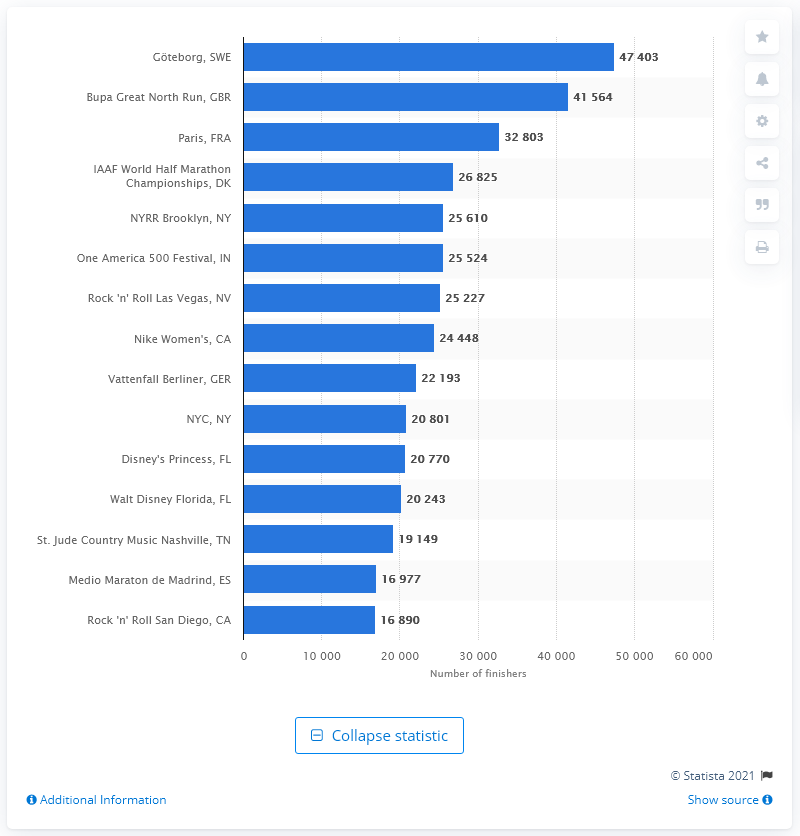 Göteborg, SWE 47 403
Bupa Great North Run, GBR 41 564
Paris, FRA 32 803
IAAF World Half Marathon
Championships, DK 26 825
NYRR Brooklyn, NY 25 610
One America 500 Festival, IN 25 524
Rock 'n' Roll Las Vegas, NV 25 227
Nike Women's, CA 24 448
Vattenfall Berliner, GER 22 193
NYC, NY 20 801
Disney's Princess, FL 20 770
Walt Disney Florida, FL 20 243
St. Jude Country Music Nashville, TN 19 149
Medio Maraton de Madrind, ES 16 977
Rock 'n' Roll San Diego, CA 16 890
0 10 000 20 000 30 000 40 000 50 000 60 000
Number of finishers
Collapse statistic
© Statista 2021
Additional Information Show source